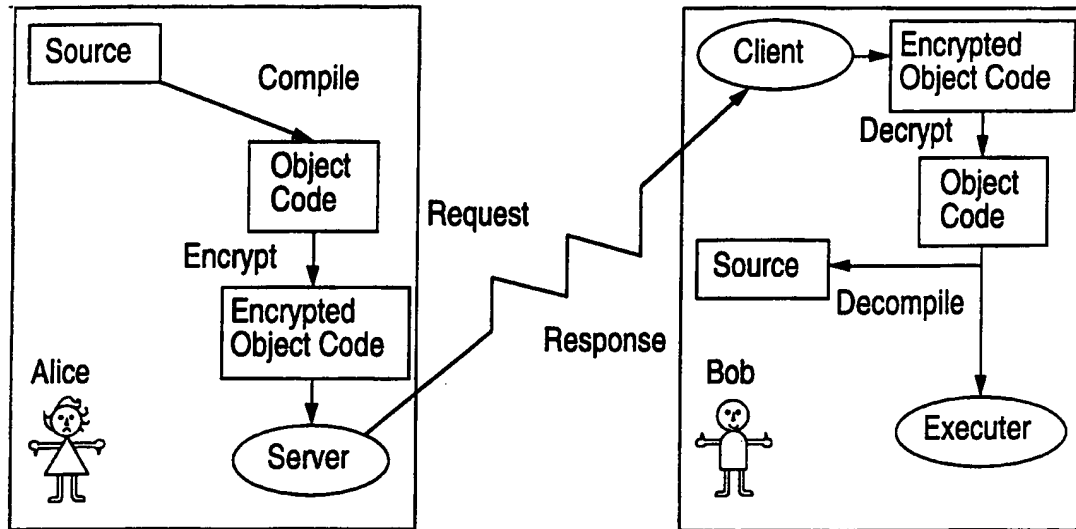 Source
Compile
Object
Code
Encrypt
Encrypted
Object Code
Alice
Server
Request
Response
Client
Encrypted
Object Code
Decrypt
Object
Code
Source
Decompile
Bob
Executer